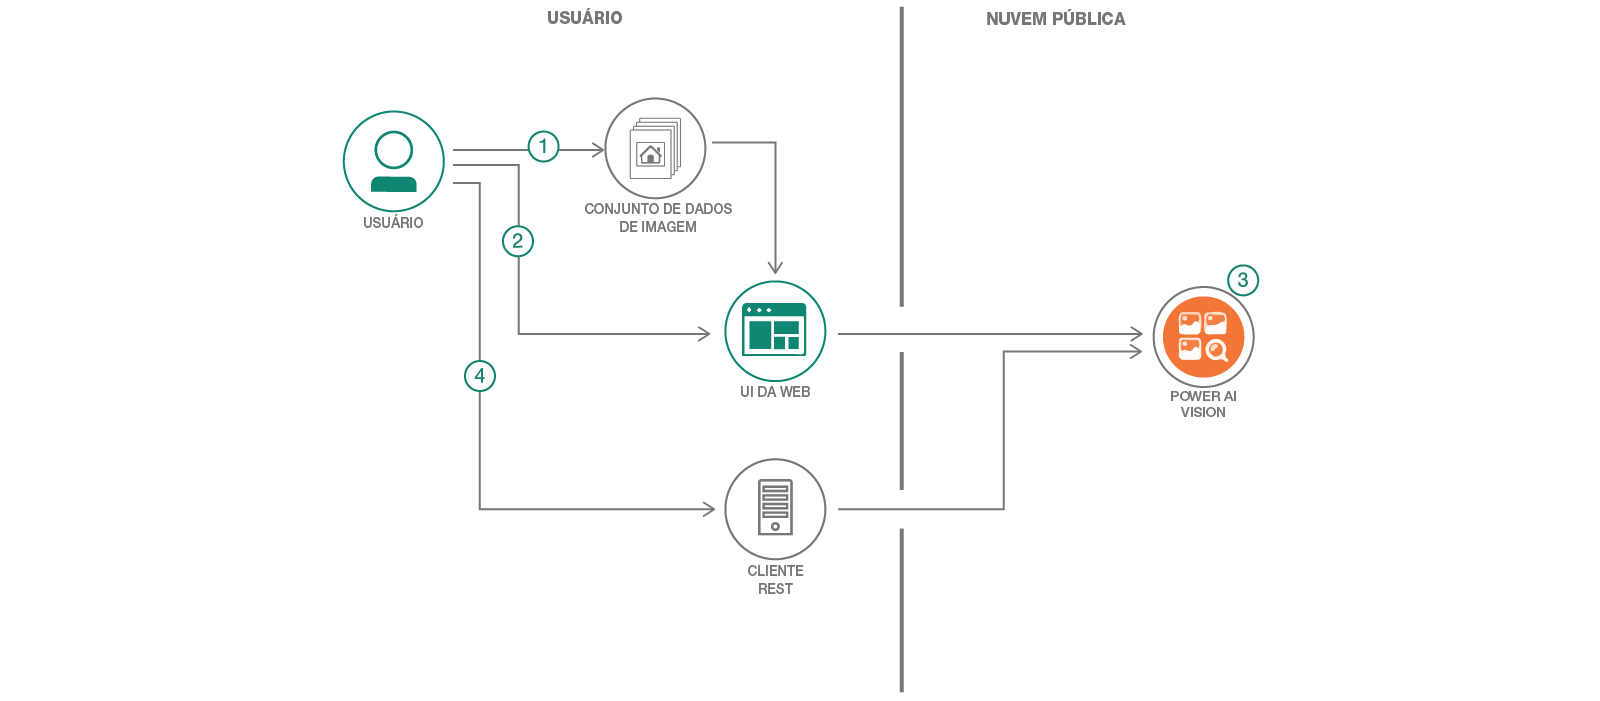 USUÁRIO
NUVEM PÚBLICA
1
USUÁRIO
CONJUNTO DE DADOS
DE IMAGEM
2
3
4
UI DA WEB
POWER AI
VISION
CLIENTE
REST